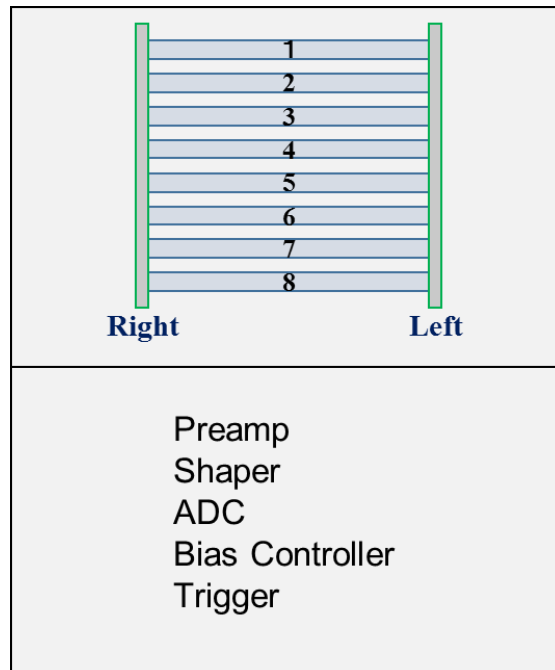 1
2
3
4
5
6
7
8
Right Left
Preamp
Shaper
ADC
Bias Controller
Trigger